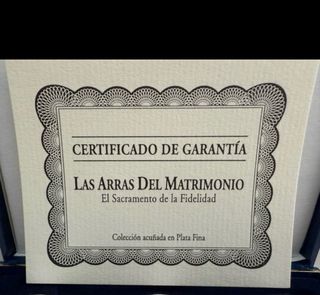 CERTIFICADO DE GARANTÍA
LAS ARRAS DEL MATRIMONIO
El Sacramento de la Fidelidad
Colección acuñada en Plata Fina